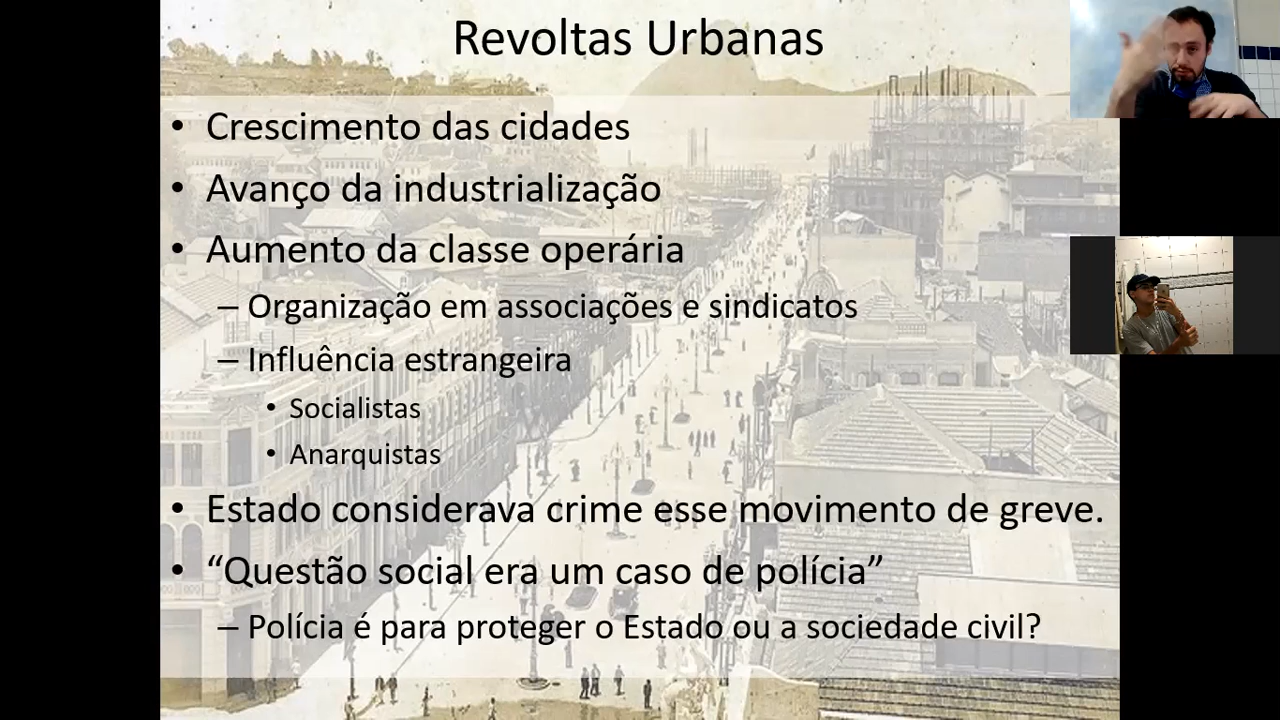 Revoltas Urbanas
• Crescimento das cidades
• Avanço da industrialização
• Aumento da classe operária
– Organização em associações e sindicatos
– Influência estrangeira
• Socialistas
• Anarquistas
• Estado considerava crime esse movimento de greve.
• “Questão social era um caso de polícia”
– Polícia é para proteger o Estado ou a sociedade civil?